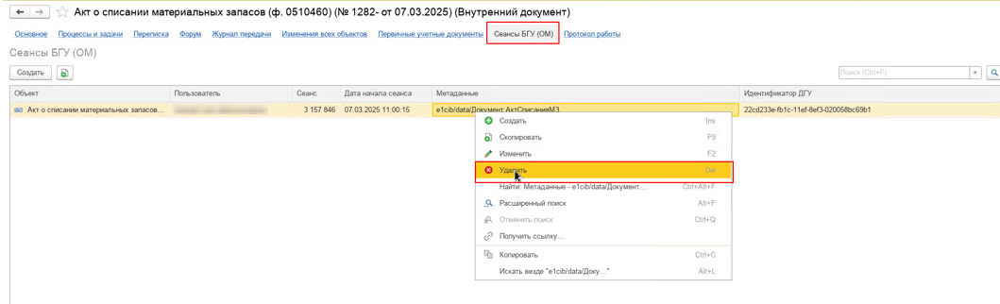 Акт о списании материальных запасов (ф. 0510460) (№ 1282- от 07.03.2025) (Внутренний документ)
Основное Процессы и задачи Переписка Форум Журнал передачи Изменения всех объектов Первичные учетные документы Сеансы БГУ (ОМ) Протокол работы
Сеансы БГУ (ОМ)
Создать Поиск (Ctrl+F) ×
Объект Пользователь Сеанс Дата начала сеанса Метаданные Идентификатор ДГУ
Акт о списании материальных запасов... 3 157 846 07.03.2025 11:00:15 e1cib/data/Документ.АктСписанияМЗ 22cd233e-fb1c-11ef-8ef3-020058bc69b1
Создать Ins
Скопировать F9
Изменить F2
Удалить Del
Найти: Метаданные - e1cib/data/Документ.... Ctrl+Alt+F
Расширенный поиск Alt+F
Отменить поиск Ctrl+Q
Получить ссылку...
Копировать Ctrl+C
Искать везде "e1cib/data/Доку..." Alt+L